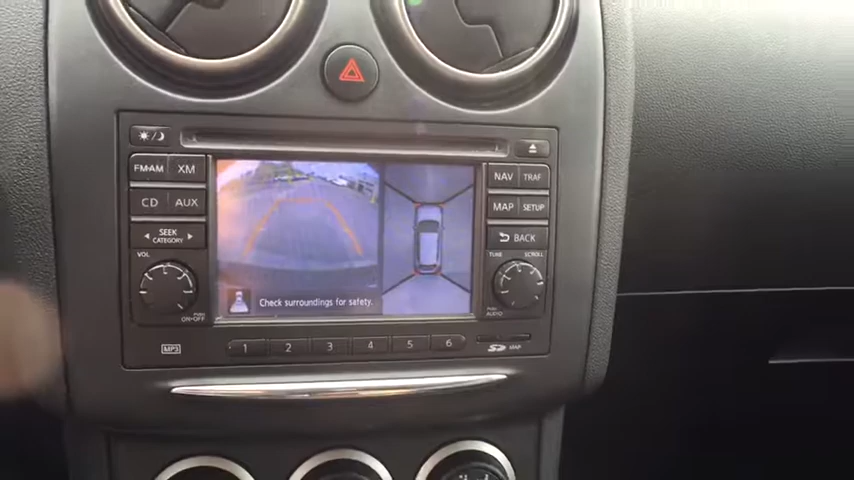 FM·AM XM
CD AUX
SEEK
CATEGORY
VOL
PUSH
ON·OFF
MP3
Check surroundings for safety.
1 2 3 4 5 6
NAV TRAF
MAP SETUP
BACK
TUNE SCROLL
PUSH
AUDIO
SD MAP